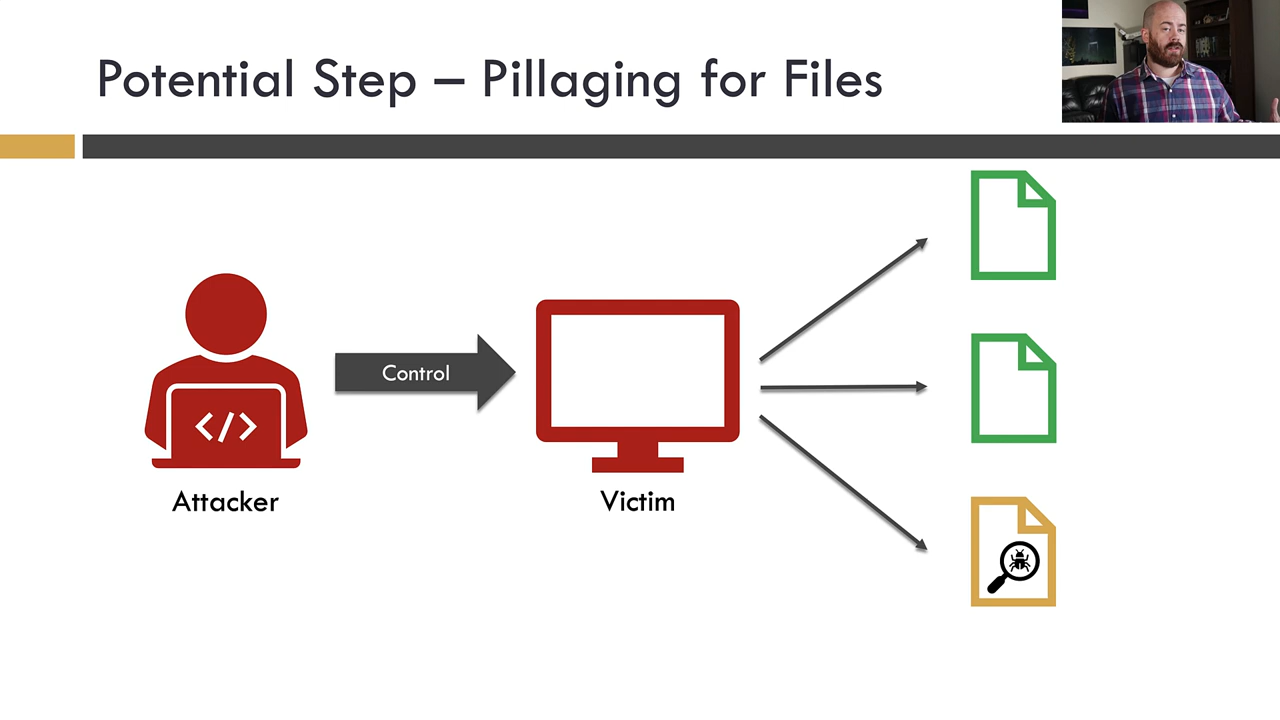 Potential Step – Pillaging for Files
Control
</>
Attacker
Victim